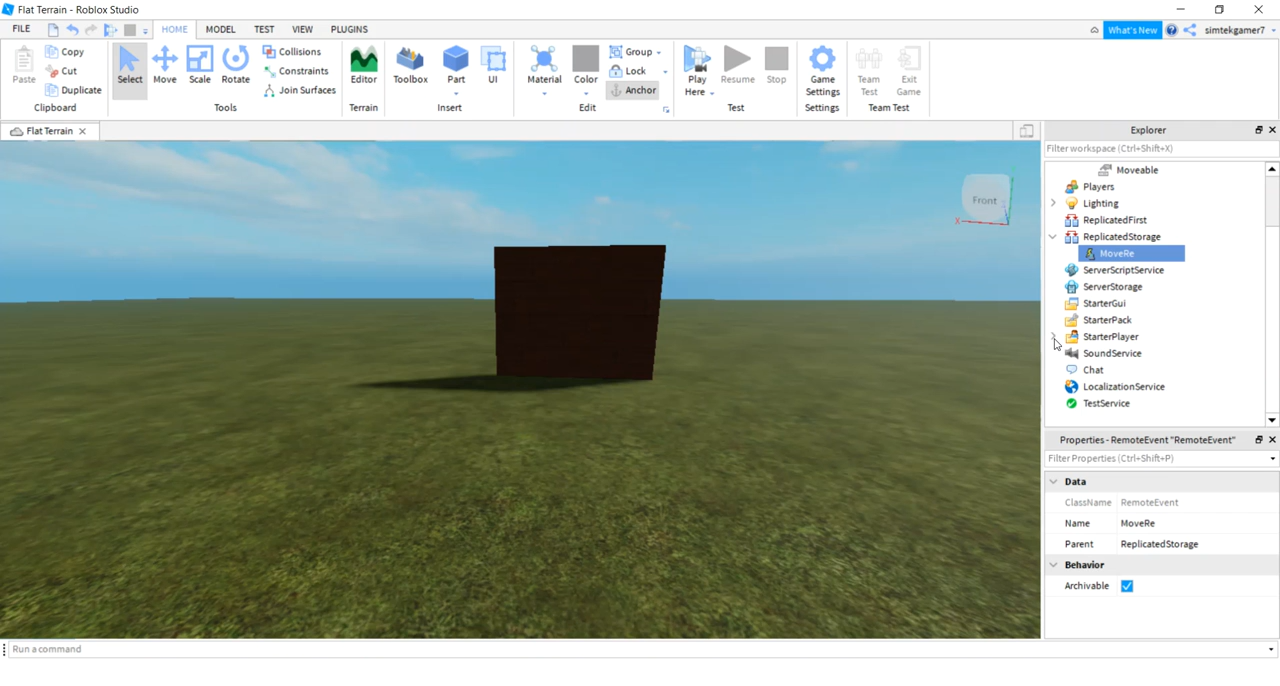 Flat Terrain - Roblox Studio
FILE HOME MODEL TEST VIEW PLUGINS What's New simtekgamer7
Paste Copy Cut Duplicate Clipboard
Select Move Scale Rotate Collisions Constraints Join Surfaces Tools
Editor Terrain
Toolbox Part UI Insert
Material Color Group Lock Anchor Edit
Play Here Resume Stop Test
Game Settings Settings
Team Test Exit Game Team Test
Flat Terrain
Front
X
Explorer
Filter workspace (Ctrl+Shift+X)
Moveable
Players
Lighting
ReplicatedFirst
ReplicatedStorage
MoveRe
ServerScriptService
ServerStorage
StarterGui
StarterPack
StarterPlayer
SoundService
Chat
LocalizationService
TestService
Properties - RemoteEvent "RemoteEvent"
Filter Properties (Ctrl+Shift+P)
Data
ClassName RemoteEvent
Name MoveRe
Parent ReplicatedStorage
Behavior
Archivable
Run a command